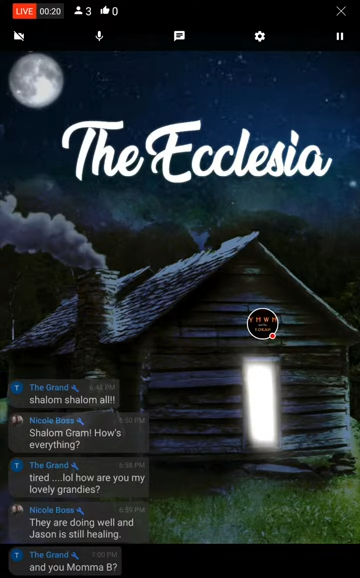 LIVE 00:20 3 0
The Ecclesia
Y H W H
WITH
TORAH
T The Grand 6:48 PM
shalom shalom all!!
Nicole Boss 6:53 PM
Shalom Gram! How's
everything?
T The Grand 6:58 PM
tired ....lol how are you my
lovely grandies?
Nicole Boss 6:59 PM
They are doing well and
Jason is still healing.
T The Grand 7:00 PM
and you Momma B?